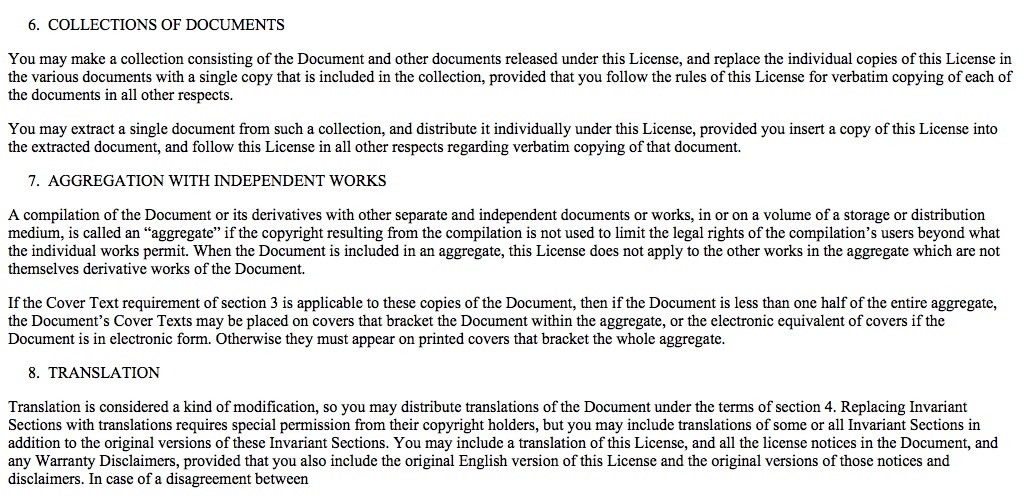 6. COLLECTIONS OF DOCUMENTS
You may make a collection consisting of the Document and other documents released under this License, and replace the individual copies of this License in
the various documents with a single copy that is included in the collection, provided that you follow the rules of this License for verbatim copying of each of
the documents in all other respects.
You may extract a single document from such a collection, and distribute it individually under this License, provided you insert a copy of this License into
the extracted document, and follow this License in all other respects regarding verbatim copying of that document.
7. AGGREGATION WITH INDEPENDENT WORKS
A compilation of the Document or its derivatives with other separate and independent documents or works, in or on a volume of a storage or distribution
medium, is called an “aggregate” if the copyright resulting from the compilation is not used to limit the legal rights of the compilation’s users beyond what
the individual works permit. When the Document is included in an aggregate, this License does not apply to the other works in the aggregate which are not
themselves derivative works of the Document.
If the Cover Text requirement of section 3 is applicable to these copies of the Document, then if the Document is less than one half of the entire aggregate,
the Document’s Cover Texts may be placed on covers that bracket the Document within the aggregate, or the electronic equivalent of covers if the
Document is in electronic form. Otherwise they must appear on printed covers that bracket the whole aggregate.
8. TRANSLATION
Translation is considered a kind of modification, so you may distribute translations of the Document under the terms of section 4. Replacing Invariant
Sections with translations requires special permission from their copyright holders, but you may include translations of some or all Invariant Sections in
addition to the original versions of these Invariant Sections. You may include a translation of this License, and all the license notices in the Document, and
any Warranty Disclaimers, provided that you also include the original English version of this License and the original versions of those notices and
disclaimers. In case of a disagreement between